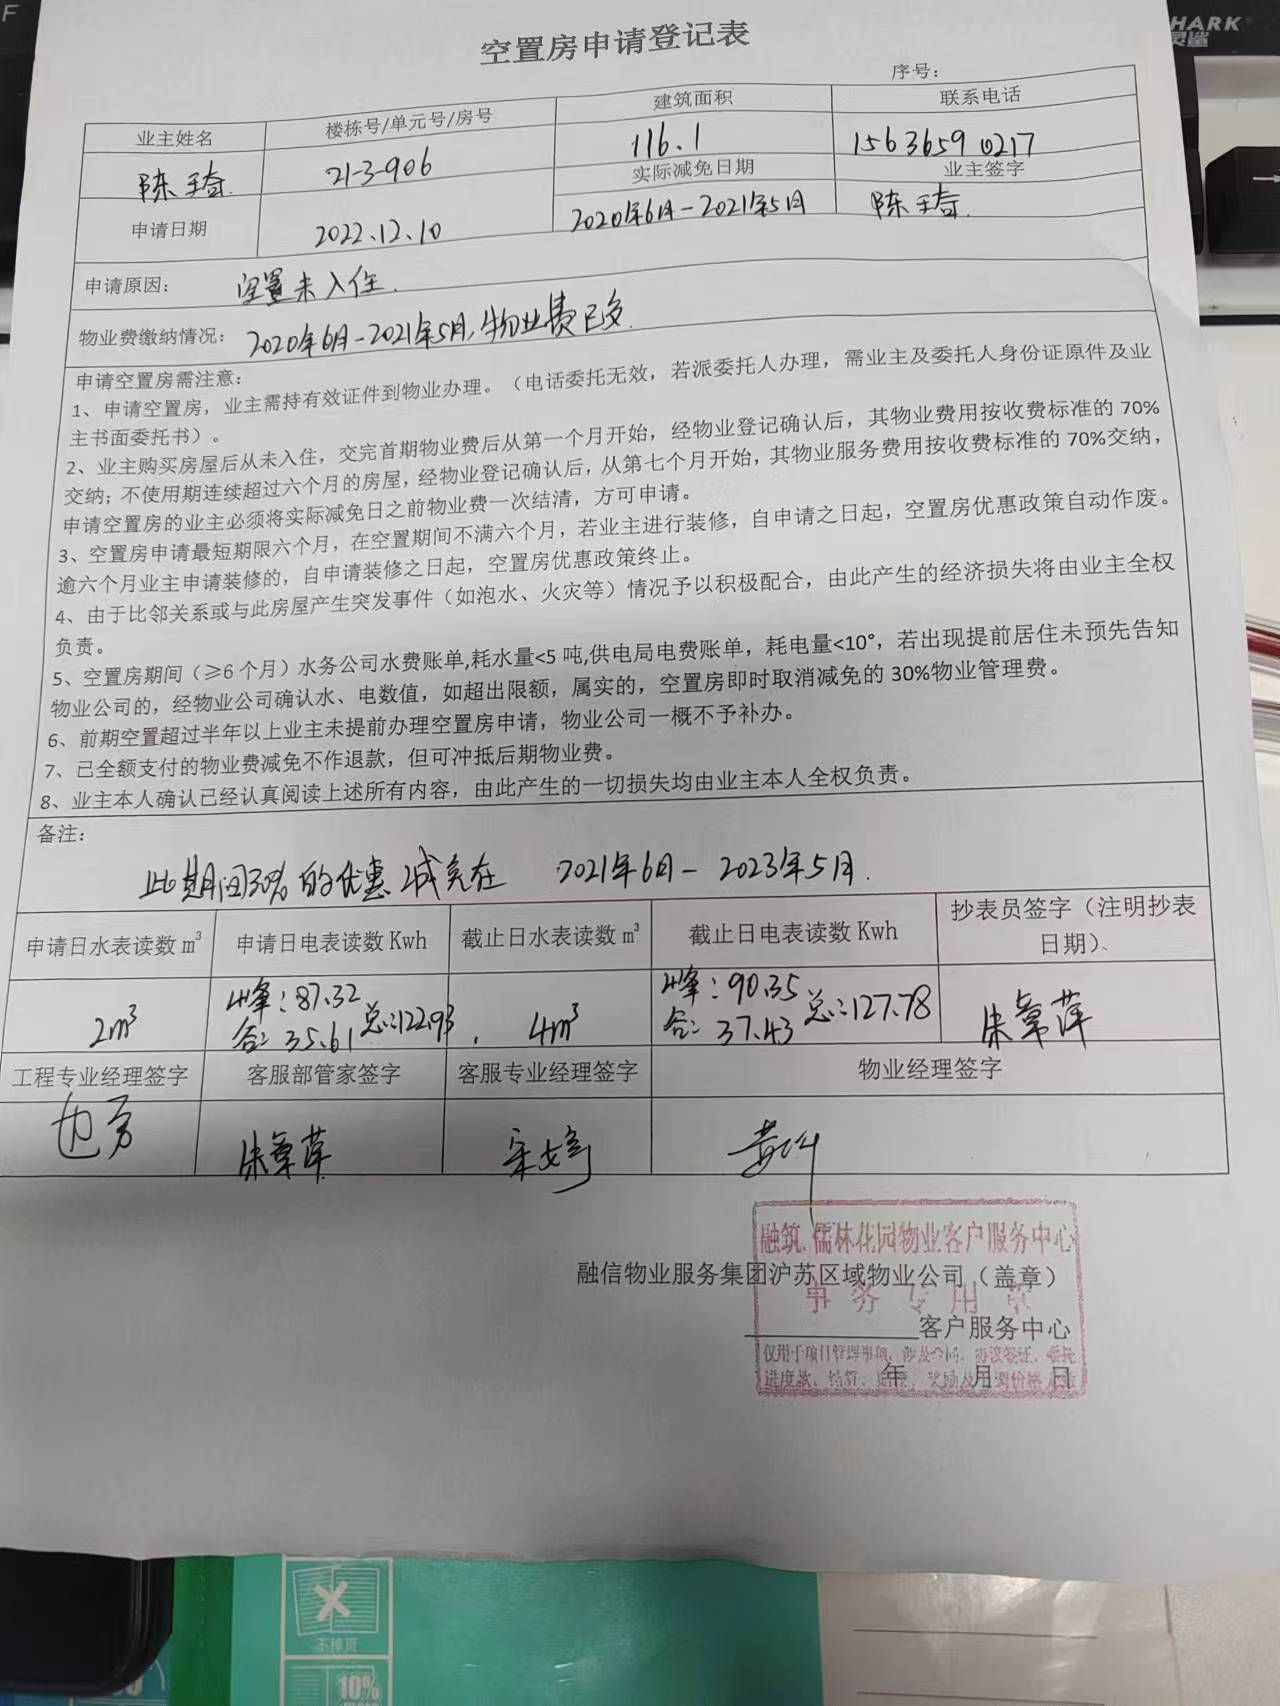 F
HARK
灵鲨
空置房申请登记表
序号：
业主姓名 楼栋号/单元号/房号 建筑面积 联系电话
陈琦 21-3-906 116.1 15636590217
申请日期 2022.12.10 实际减免日期 业主签字
2020年6月-2021年5月 陈琦
申请原因： 空置未入住.
物业费缴纳情况： 2020年6月-2021年5月,物业费已交.
申请空置房需注意：
1、申请空置房，业主需持有效证件到物业办理。（电话委托无效，若派委托人办理，需业主及委托人身份证原件及业
主书面委托书）。
2、业主购买房屋后从未入住，交完首期物业费后从第一个月开始，经物业登记确认后，其物业费用按收费标准的 70%
交纳；不使用期连续超过六个月的房屋，经物业登记确认后，从第七个月开始，其物业服务费用按收费标准的 70%交纳，
申请空置房的业主必须将实际减免日之前物业费一次结清，方可申请。
3、空置房申请最短期限六个月，在空置期间不满六个月，若业主进行装修，自申请之日起，空置房优惠政策自动作废。
逾六个月业主申请装修的，自申请装修之日起，空置房优惠政策终止。
4、由于比邻关系或与此房屋产生突发事件（如泡水、火灾等）情况予以积极配合，由此产生的经济损失将由业主全权
负责。
5、空置房期间（≥6 个月）水务公司水费账单,耗水量<5 吨,供电局电费账单，耗电量<10°，若出现提前居住未预先告知
物业公司的，经物业公司确认水、电数值，如超出限额，属实的，空置房即时取消减免的 30%物业管理费。
6、前期空置超过半年以上业主未提前办理空置房申请，物业公司一概不予补办。
7、已全额支付的物业费减免不作退款，但可冲抵后期物业费。
8、业主本人确认已经认真阅读上述所有内容，由此产生的一切损失均由业主本人全权负责。
备注：
此期间30%的优惠减免在 2021年6月-2023年5月.
申请日水表读数 m³ 申请日电表读数 Kwh 截止日水表读数 m³ 截止日电表读数 Kwh 抄表员签字（注明抄表
日期）、
2m³ 峰：87.32 4m³ 峰：90.35 朱章萍
谷：35.61 总：122.93 谷：37.43 总：127.78
工程专业经理签字 客服部管家签字 客服专业经理签字 物业经理签字
朱章萍
融筑.儒林花园物业客户服务中心
融信物业服务集团沪苏区域物业公司（盖章）
事务专用章
客户服务中心
年 月 日
不掉页
10%